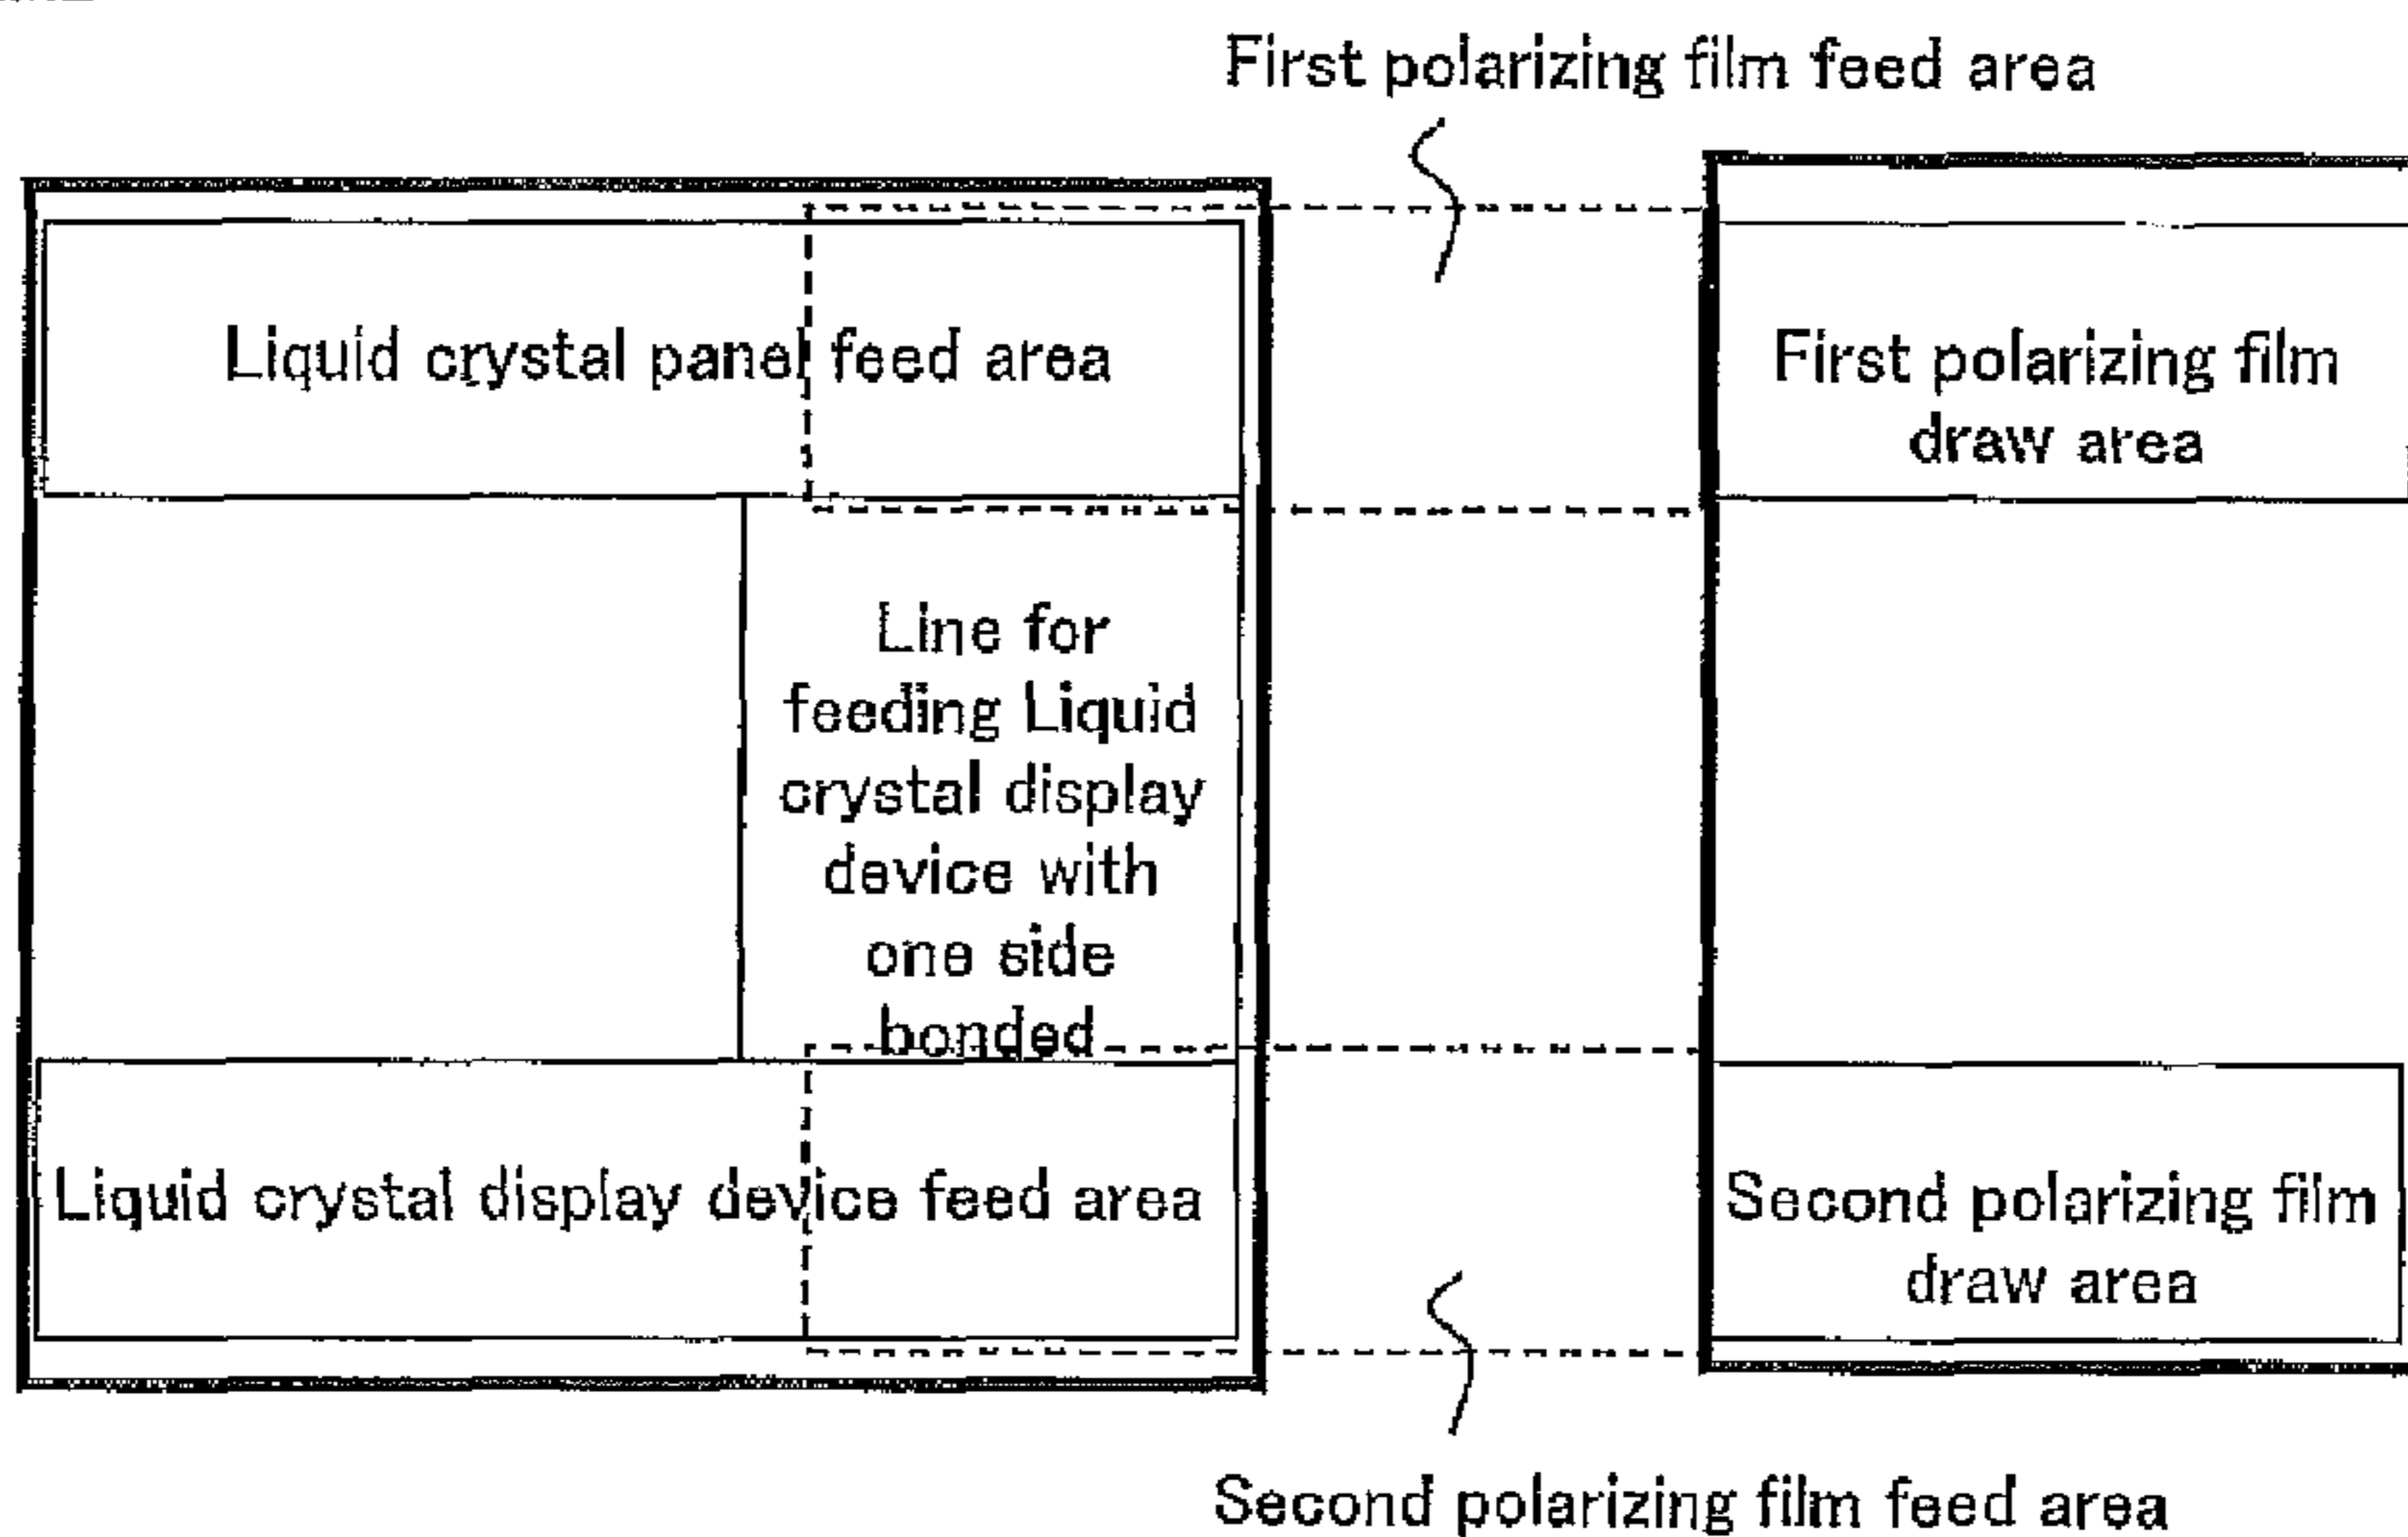 First polarizing film feed area
Liquid crystal panel feed area
First polarizing film
draw area
Line for
feeding Liquid
crystal display
device with
one side
bonded
Liquid crystal display device feed area
Second polarizing film
draw area
Second polarizing film feed area